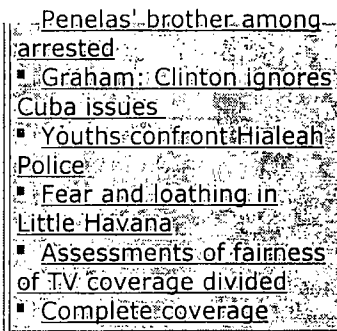 Penelas' brother among
arrested
▪ Graham: Clinton ignores
Cuba issues
▪ Youths confront Hialeah
Police
▪ Fear and loathing in
Little Havana
▪ Assessments of fairness
of TV coverage divided
▪ Complete coverage